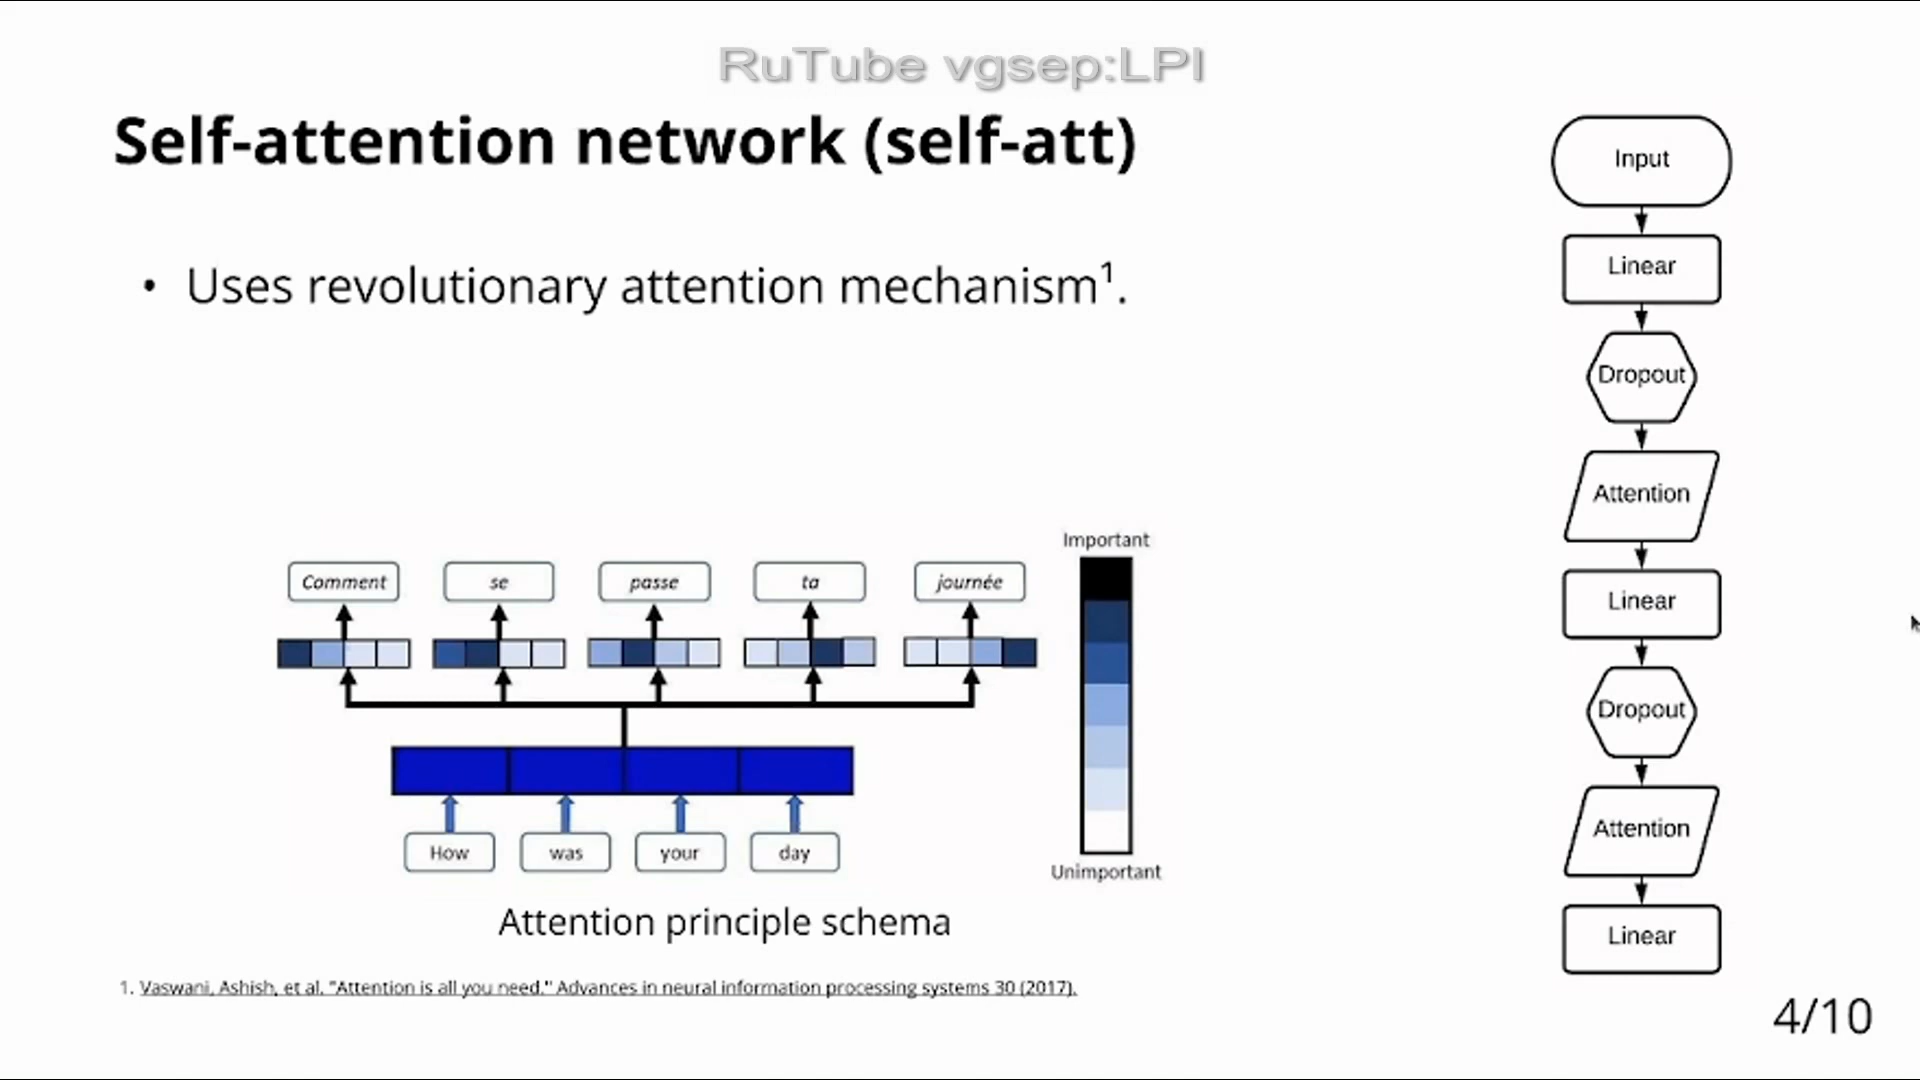 RuTube vgsep:LPI
Self-attention network (self-att)
• Uses revolutionary attention mechanism¹.
Important
Comment se passe ta journée
How was your day
Unimportant
Attention principle schema
1. Vaswani, Ashish, et al. "Attention is all you need." Advances in neural information processing systems 30 (2017).
Input
Linear
Dropout
Attention
Linear
Dropout
Attention
Linear
4/10